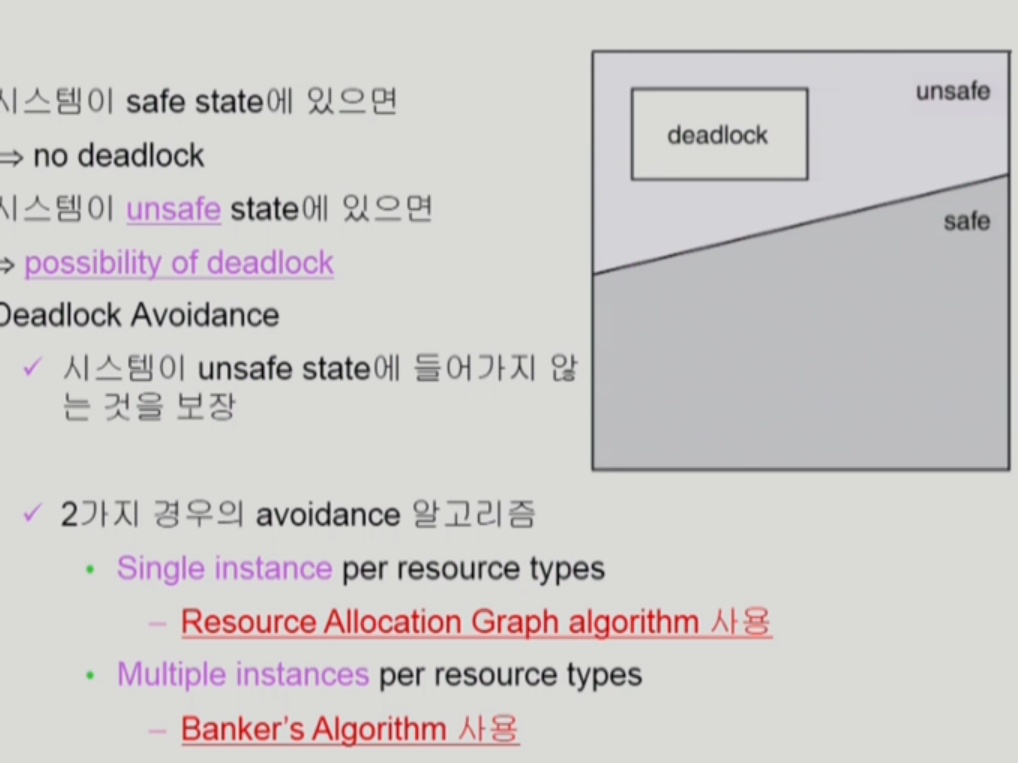 시스템이 safe state에 있으면
⇒ no deadlock
시스템이 unsafe state에 있으면
⇒ possibility of deadlock
Deadlock Avoidance
✓ 시스템이 unsafe state에 들어가지 않
는 것을 보장
✓ 2가지 경우의 avoidance 알고리즘
• Single instance per resource types
– Resource Allocation Graph algorithm 사용
• Multiple instances per resource types
– Banker's Algorithm 사용
unsafe
deadlock
safe